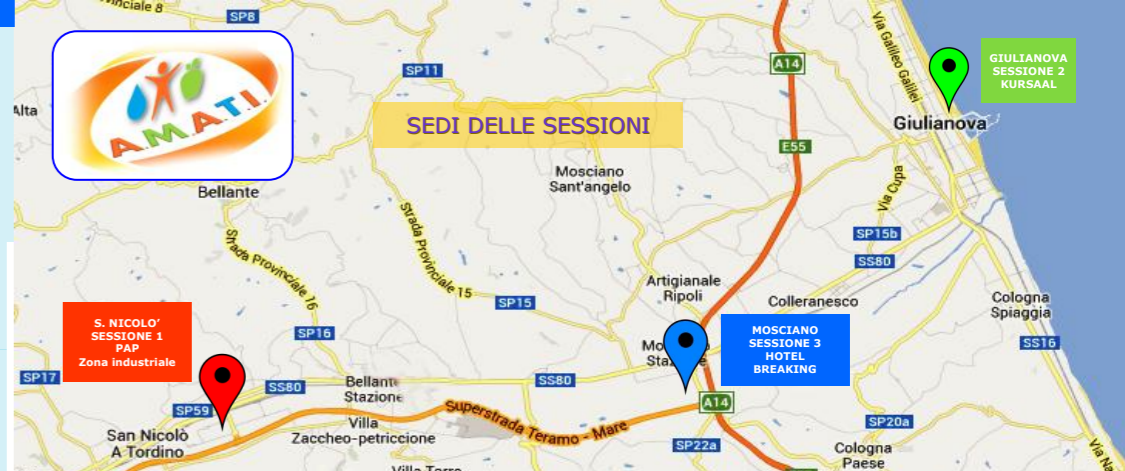 nciale 8
SP8
Via Galileo Galilei
A.M.A.T.I.
SP11
A14
GIULIANOVA
SESSIONE 2
KURSAAL
Alta
SEDI DELLE SESSIONI
Giulianova
E55
Mosciano
Sant'angelo
Bellante
Via Cupa
Strada Provinciale 15
Strada Provinciale 16
SP15b
SS80
Artigianale
Ripoli
Colleranesco
Cologna
Spiaggia
SP15
S. NICOLO'
SESSIONE 1
PAP
Zona industriale
SP16
MOSCIANO
SESSIONE 3
HOTEL
BREAKING
SS16
SP17
SS80
Bellante
Stazione
SS80
A14
SP59
Superstrada Teramo - Mare
San Nicolò
A Tordino
Villa
Zaccheo-petriccione
SP22a
SP20a
Cologna
Paese